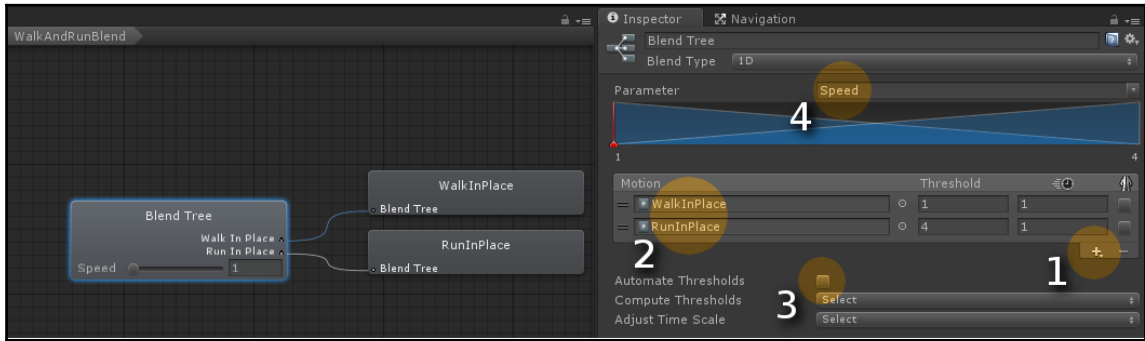 WalkAndRunBlend
Blend Tree
Walk In Place
Run In Place
Speed 1
WalkInPlace
Blend Tree
RunInPlace
Blend Tree
Inspector Navigation
Blend Tree
Blend Type 1D
Parameter Speed
4
1 4
Motion Threshold
WalkInPlace 1 1
RunInPlace 4 1
2
1
+ -
Automate Thresholds
3
Compute Thresholds Select
Adjust Time Scale Select